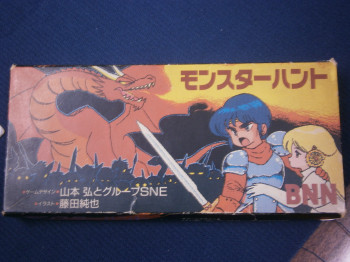 モンスターハント
●ゲームデザイン●
山本 弘とグループSNE
●イラスト●
藤田純也
BNN